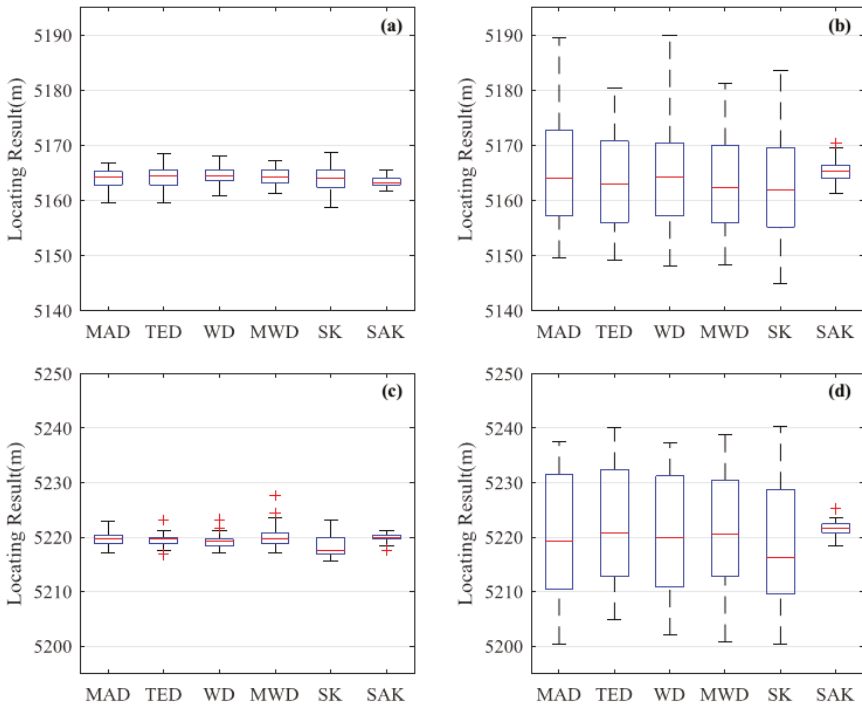 (a)
5190
5180
5170
5160
5150
5140
Locating Result(m)
MAD TED WD MWD SK SAK
(b)
5190
5180
5170
5160
5150
5140
Locating Result(m)
MAD TED WD MWD SK SAK
(c)
5250
5240
5230
5220
5210
5200
Locating Result(m)
MAD TED WD MWD SK SAK
(d)
5250
5240
5230
5220
5210
5200
Locating Result(m)
MAD TED WD MWD SK SAK